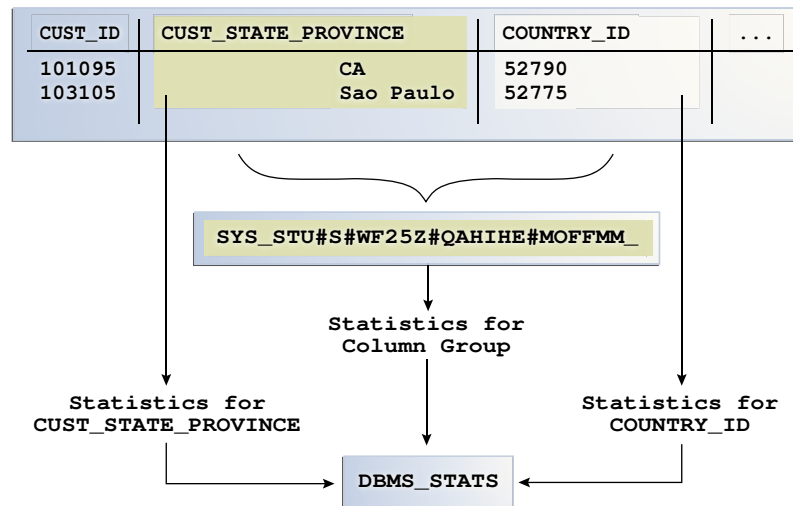 CUST_ID CUST_STATE_PROVINCE COUNTRY_ID ...
101095 CA 52790
103105 Sao Paulo 52775
SYS_STU#S#WF25Z#QAHIHE#MOFFMM_
Statistics for
Column Group
Statistics for
CUST_STATE_PROVINCE
Statistics for
COUNTRY_ID
DBMS_STATS